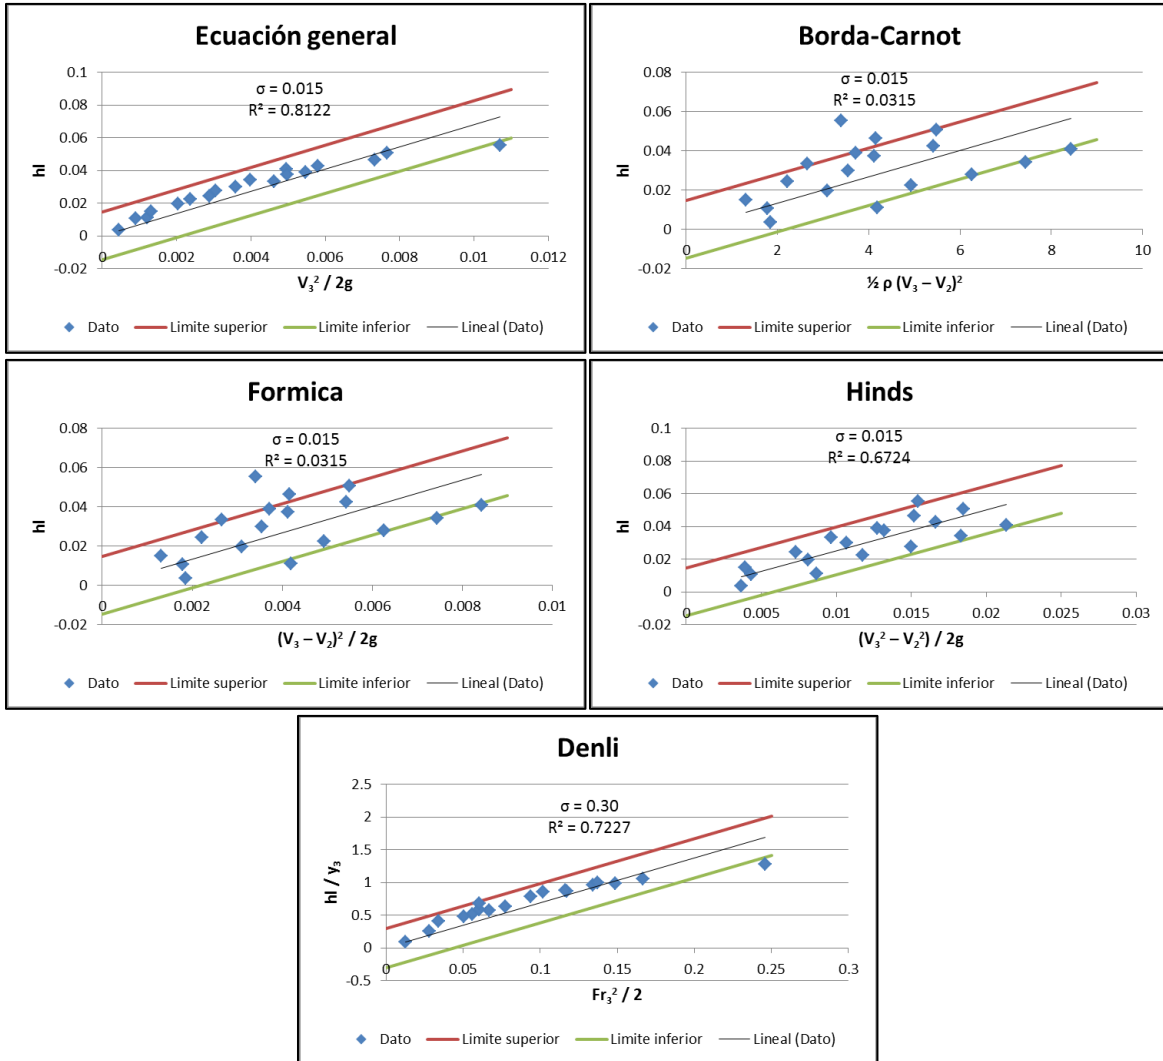 Ecuación general
σ = 0.015
R² = 0.8122
0.1
0.08
0.06
0.04
0.02
0
-0.02
hl
0 0.002 0.004 0.006 0.008 0.01 0.012
V₃² / 2g
Dato Limite superior Limite inferior Lineal (Dato)
Borda-Carnot
σ = 0.015
R² = 0.0315
0.08
0.06
0.04
0.02
0
-0.02
hl
0 2 4 6 8 10
½ ρ (V₃ – V₂)²
Dato Limite superior Limite inferior Lineal (Dato)
Formica
σ = 0.015
R² = 0.0315
0.08
0.06
0.04
0.02
0
-0.02
hl
0 0.002 0.004 0.006 0.008 0.01
(V₃ – V₂)² / 2g
Dato Limite superior Limite inferior Lineal (Dato)
Hinds
σ = 0.015
R² = 0.6724
0.1
0.08
0.06
0.04
0.02
0
-0.02
hl
0 0.005 0.01 0.015 0.02 0.025 0.03
(V₃² – V₂²) / 2g
Dato Limite superior Limite inferior Lineal (Dato)
Denli
σ = 0.30
R² = 0.7227
2.5
2
1.5
1
0.5
0
-0.5
hl / y₃
0 0.05 0.1 0.15 0.2 0.25 0.3
Fr₃² / 2
Dato Limite superior Limite inferior Lineal (Dato)